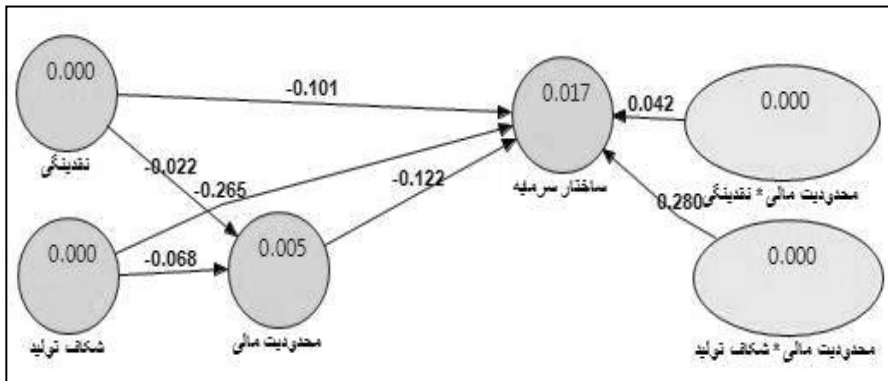 0.000
نقدینگی
0.000
شکاف تولید
0.005
محدودیت مالی
0.017
ساختار سرمایه
0.000
محدودیت مالی * نقدینگی
0.000
محدودیت مالی * شکاف تولید
-0.101
-0.022
-0.265
-0.068
-0.122
0.042
0.280